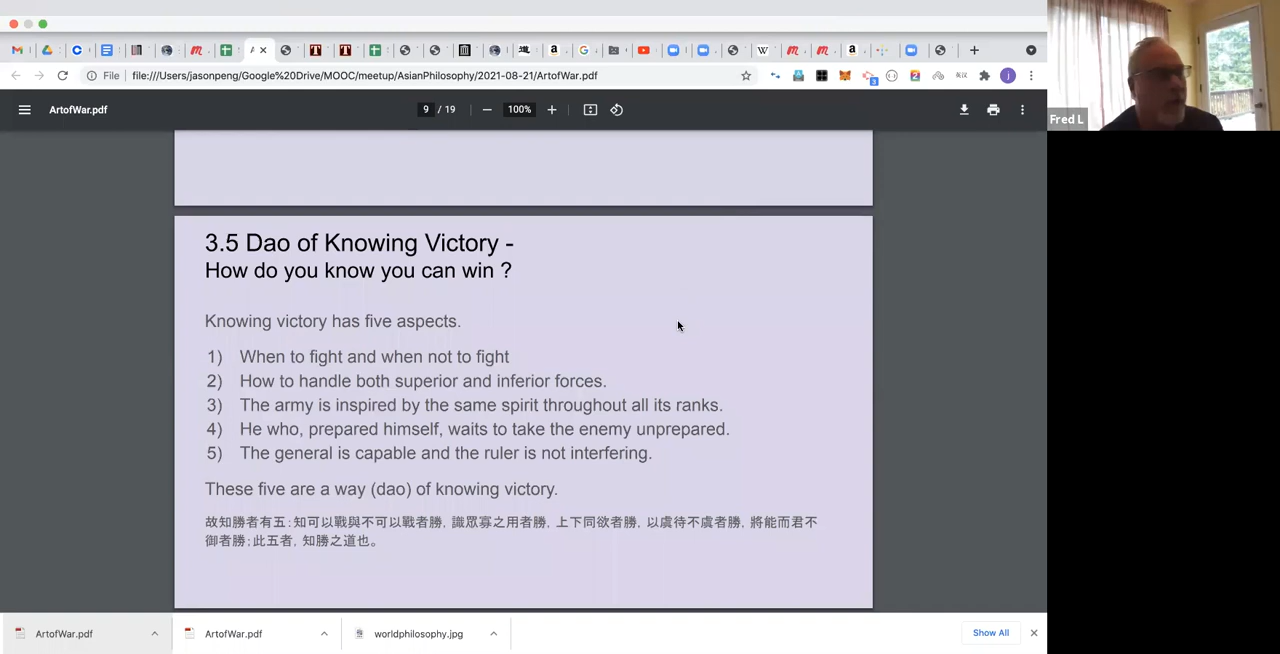 File
file:///Users/jasonpeng/Google%20Drive/MOOC/meetup/AsianPhilosophy/2021-08-21/ArtofWar.pdf
ArtofWar.pdf
9 / 19
100%
Fred L
3.5 Dao of Knowing Victory -
How do you know you can win ?
Knowing victory has five aspects.
1) When to fight and when not to fight
2) How to handle both superior and inferior forces.
3) The army is inspired by the same spirit throughout all its ranks.
4) He who, prepared himself, waits to take the enemy unprepared.
5) The general is capable and the ruler is not interfering.
These five are a way (dao) of knowing victory.
故知勝者有五:知可以戰與不可以戰者勝, 識眾寡之用者勝, 上下同欲者勝, 以虞待不虞者勝, 將能而君不
御者勝;此五者, 知勝之道也。
ArtofWar.pdf
ArtofWar.pdf
worldphilosophy.jpg
Show All